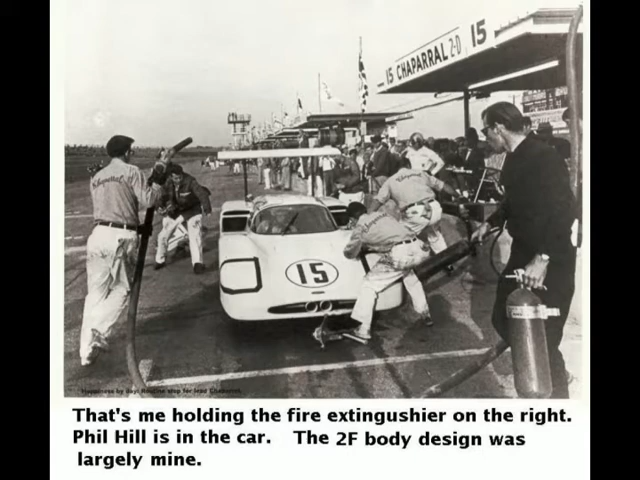 15 CHAPARRAL 2-D 15
Chaparral
15
That's me holding the fire extingushier on the right.
Phil Hill is in the car. The 2F body design was
largely mine.